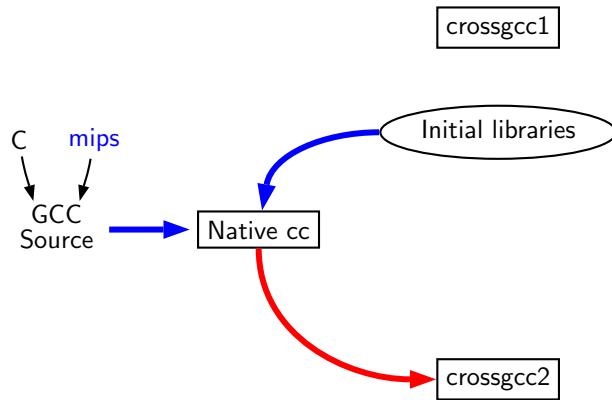 crossgcc1
Initial libraries
C
mips
GCC
Source
Native cc
crossgcc2